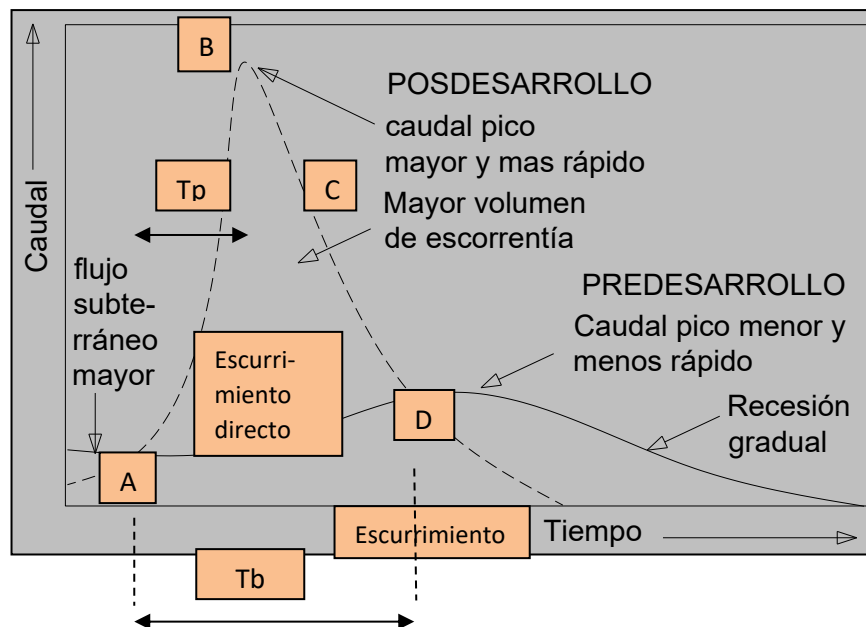 B
POSDESARROLLO
caudal pico
mayor y mas rápido
Tp
C
Mayor volumen
de escorrentía
Caudal
flujo
subte-
rráneo
mayor
PREDESARROLLO
Caudal pico menor y
menos rápido
Escurri-
miento
directo
D
Recesión
gradual
A
Escurrimiento
Tiempo
Tb